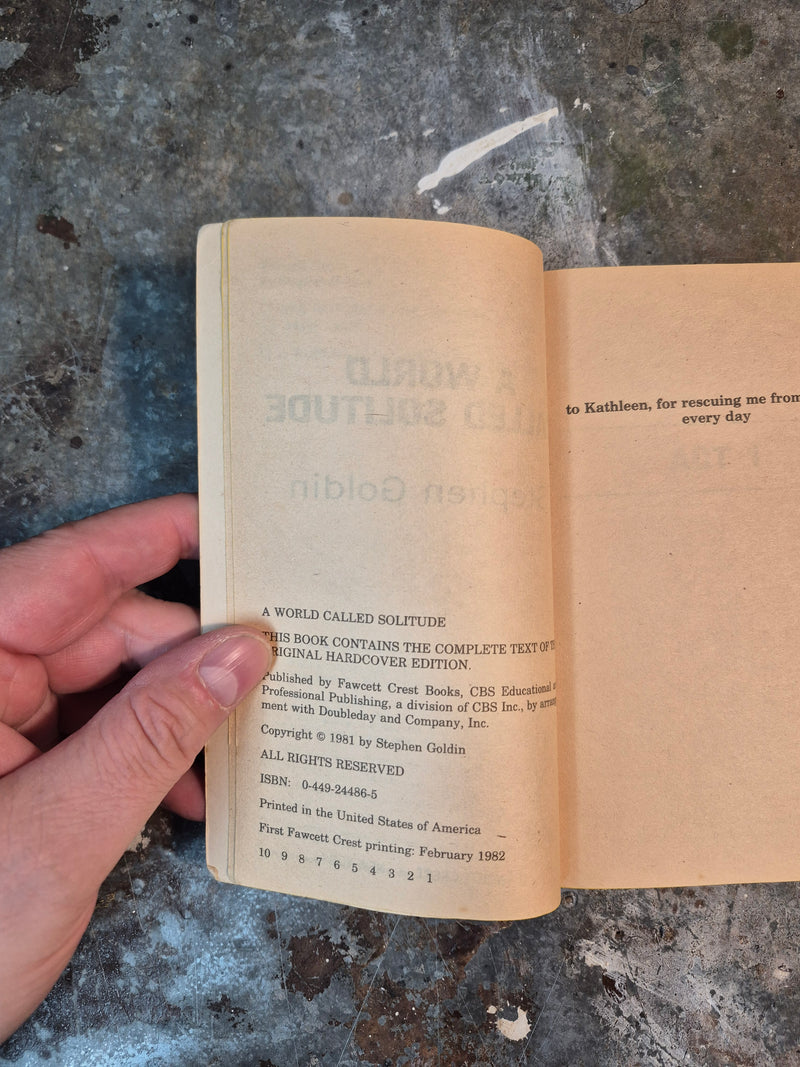 A WORLD CALLED SOLITUDE
THIS BOOK CONTAINS THE COMPLETE TEXT OF
ORIGINAL HARDCOVER EDITION.
Published by Fawcett Crest Books, CBS Educational
Professional Publishing, a division of CBS Inc., by arrang
ment with Doubleday and Company, Inc.
Copyright © 1981 by Stephen Goldin
ALL RIGHTS RESERVED
ISBN: 0-449-24486-5
Printed in the United States of America
First Fawcett Crest printing: February 1982
10 9 8 7 6 5 4 3 2 1
to Kathleen, for rescuing me from
every day